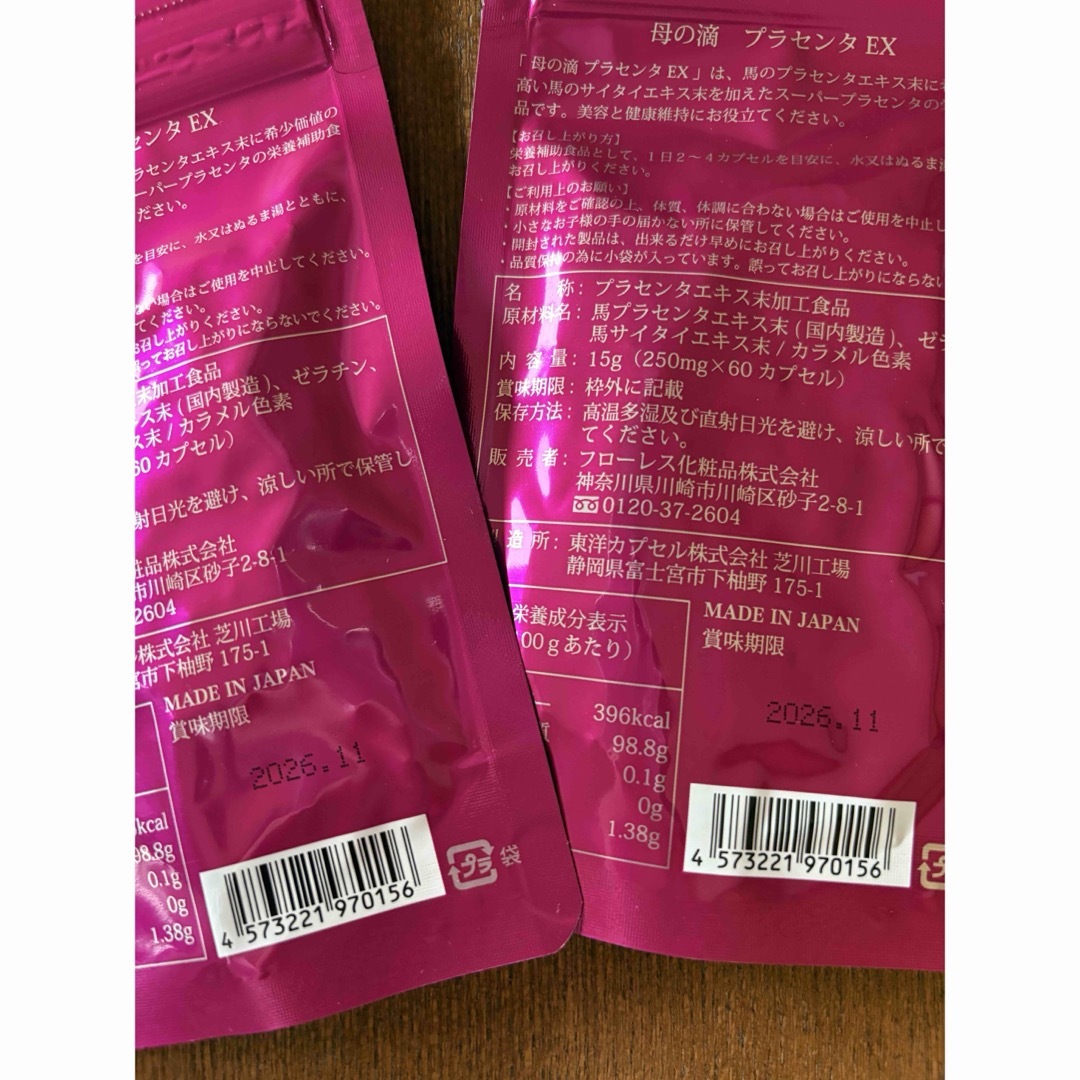 センタ EX
ラセンタエキス末に希少価値の
スーパープラセンタの栄養補助食
ださい。
を目安に、水又はぬるま湯とともに、
ない場合はご使用を中止してください。
てください。
お召し上がりください。
誤ってお召し上がりにならないでください。
末加工食品
ス末(国内製造)、ゼラチン、
ス末/カラメル色素
60カプセル)
射日光を避け、涼しい所で保管し
粧品株式会社
市川崎区砂子2-8-1
2604
株式会社 芝川工場
宮市下柚野 175-1
MADE IN JAPAN
賞味期限
2026.11
kcal
98.8g
0.1g
0g
1.38g
4 573221 970156
プラ 袋
母の滴 プラセンタ EX
「母の滴 プラセンタ EX」は、馬のプラセンタエキス末に
高い馬のサイタイエキス末を加えたスーパープラセンタの
品です。美容と健康維持にお役立てください。
【お召し上がり方】
栄養補助食品として、1日2〜4カプセルを目安に、水又はぬるま
お召し上がりください。
【ご利用上のお願い】
・原材料をご確認の上、体質、体調に合わない場合はご使用を中止し
・小さなお子様の手の届かない所に保管してください。
・開封された製品は、出来るだけ早めにお召し上がりください。
・品質保持の為に小袋が入っています。誤ってお召し上がりにならない
名 称: プラセンタエキス末加工食品
原材料名: 馬プラセンタエキス末(国内製造)、ゼ
馬サイタイエキス末/カラメル色素
内 容 量: 15g(250mg×60カプセル)
賞味期限: 枠外に記載
保存方法: 高温多湿及び直射日光を避け、涼しい所で
てください。
販 売 者: フローレス化粧品株式会社
神奈川県川崎市川崎区砂子2-8-1
0120-37-2604
造 所: 東洋カプセル株式会社 芝川工場
静岡県富士宮市下柚野 175-1
栄養成分表示
00gあたり)
396kcal
98.8g
0.1g
0g
1.38g
MADE IN JAPAN
賞味期限
2026.11
4 573221 970156